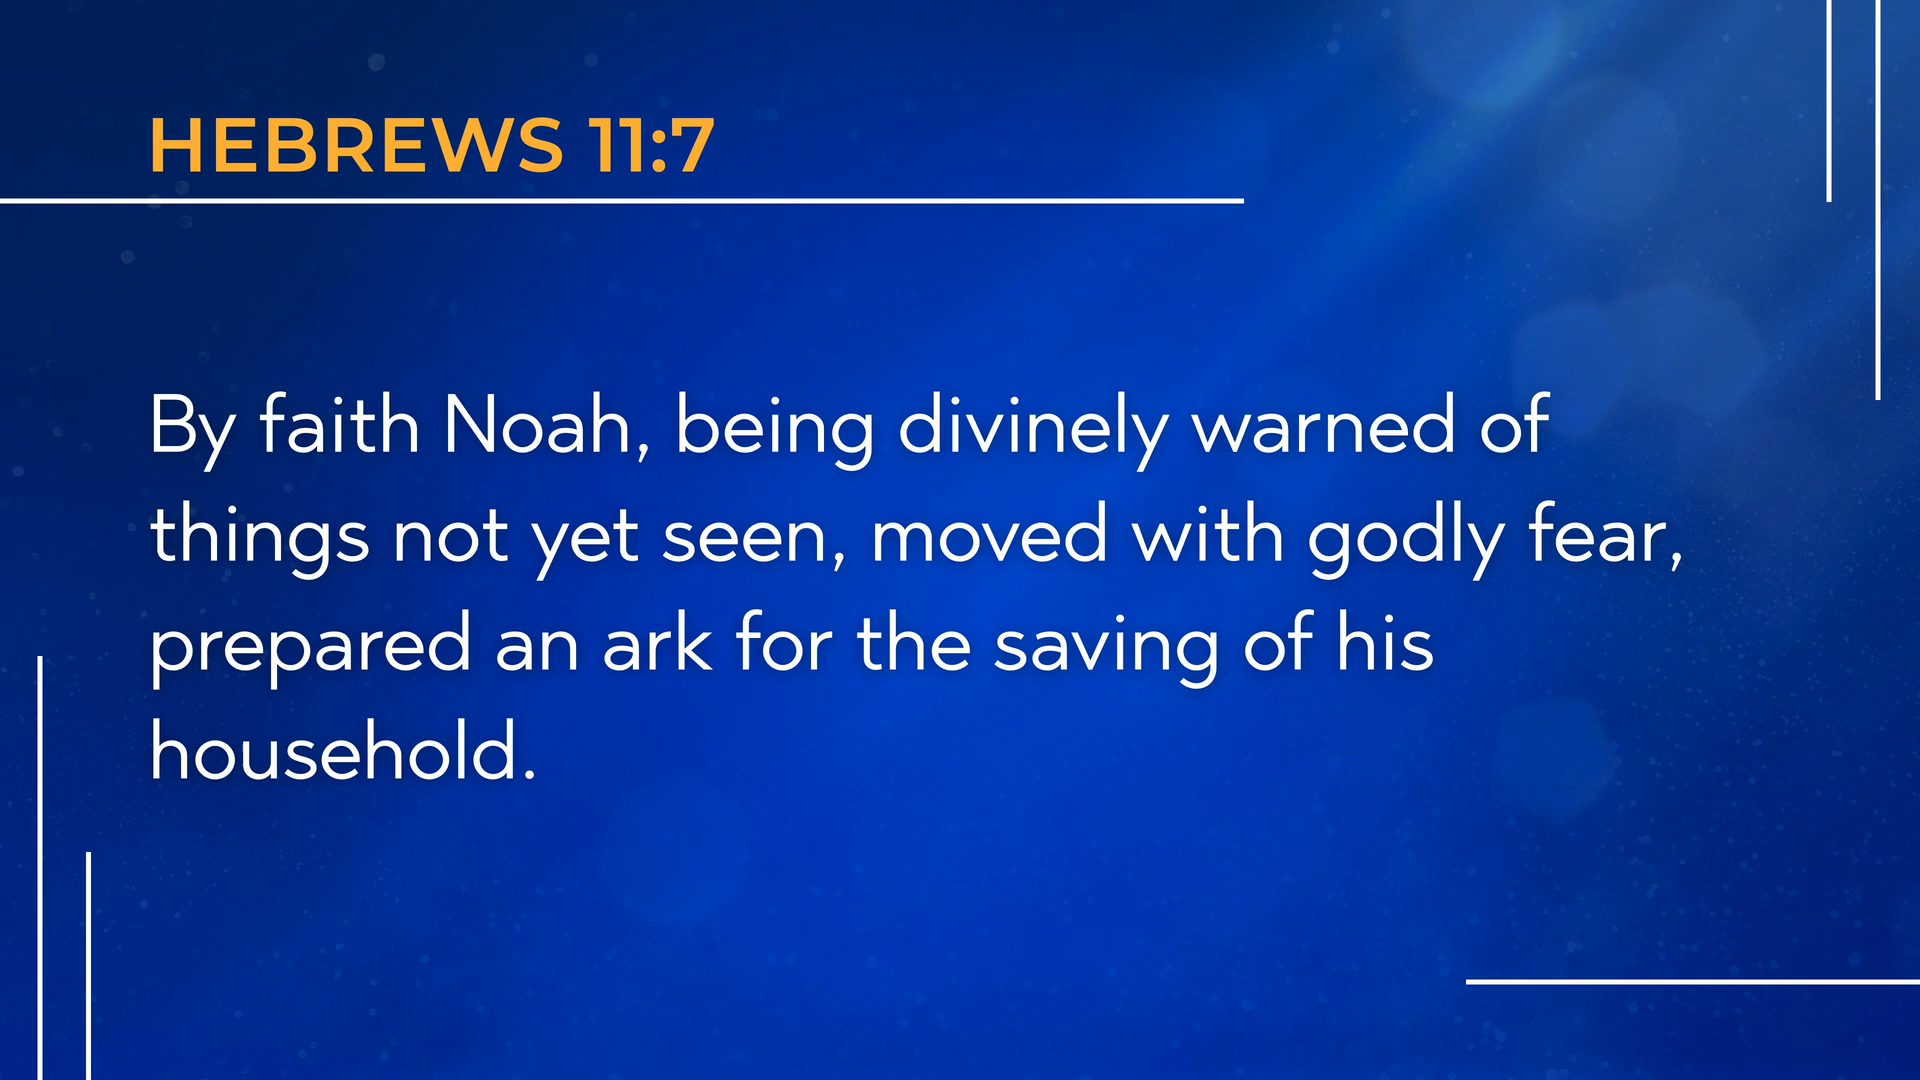 HEBREWS 11:7
By faith Noah, being divinely warned of
things not yet seen, moved with godly fear,
prepared an ark for the saving of his
household.